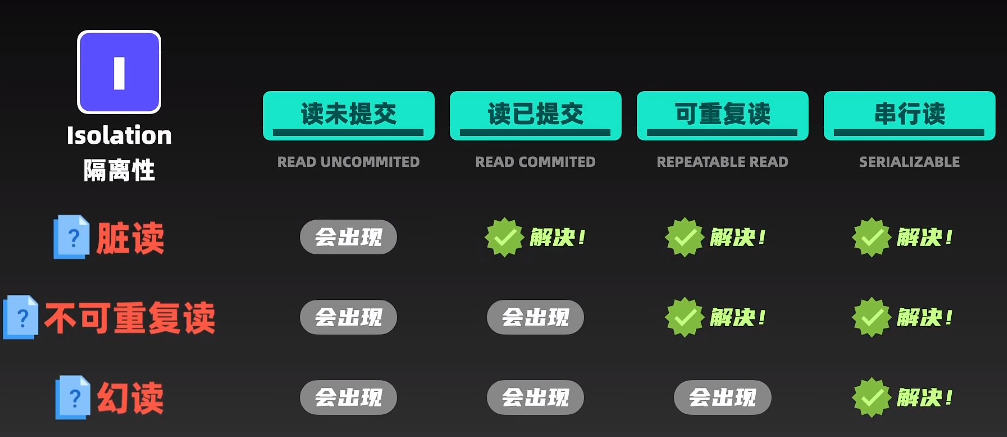 I
Isolation
隔离性
读未提交 读已提交 可重复读 串行读
READ UNCOMMITED READ COMMITED REPEATABLE READ SERIALIZABLE
? 脏读 会出现 解决! 解决! 解决!
? 不可重复读 会出现 会出现 解决! 解决!
? 幻读 会出现 会出现 会出现 解决!